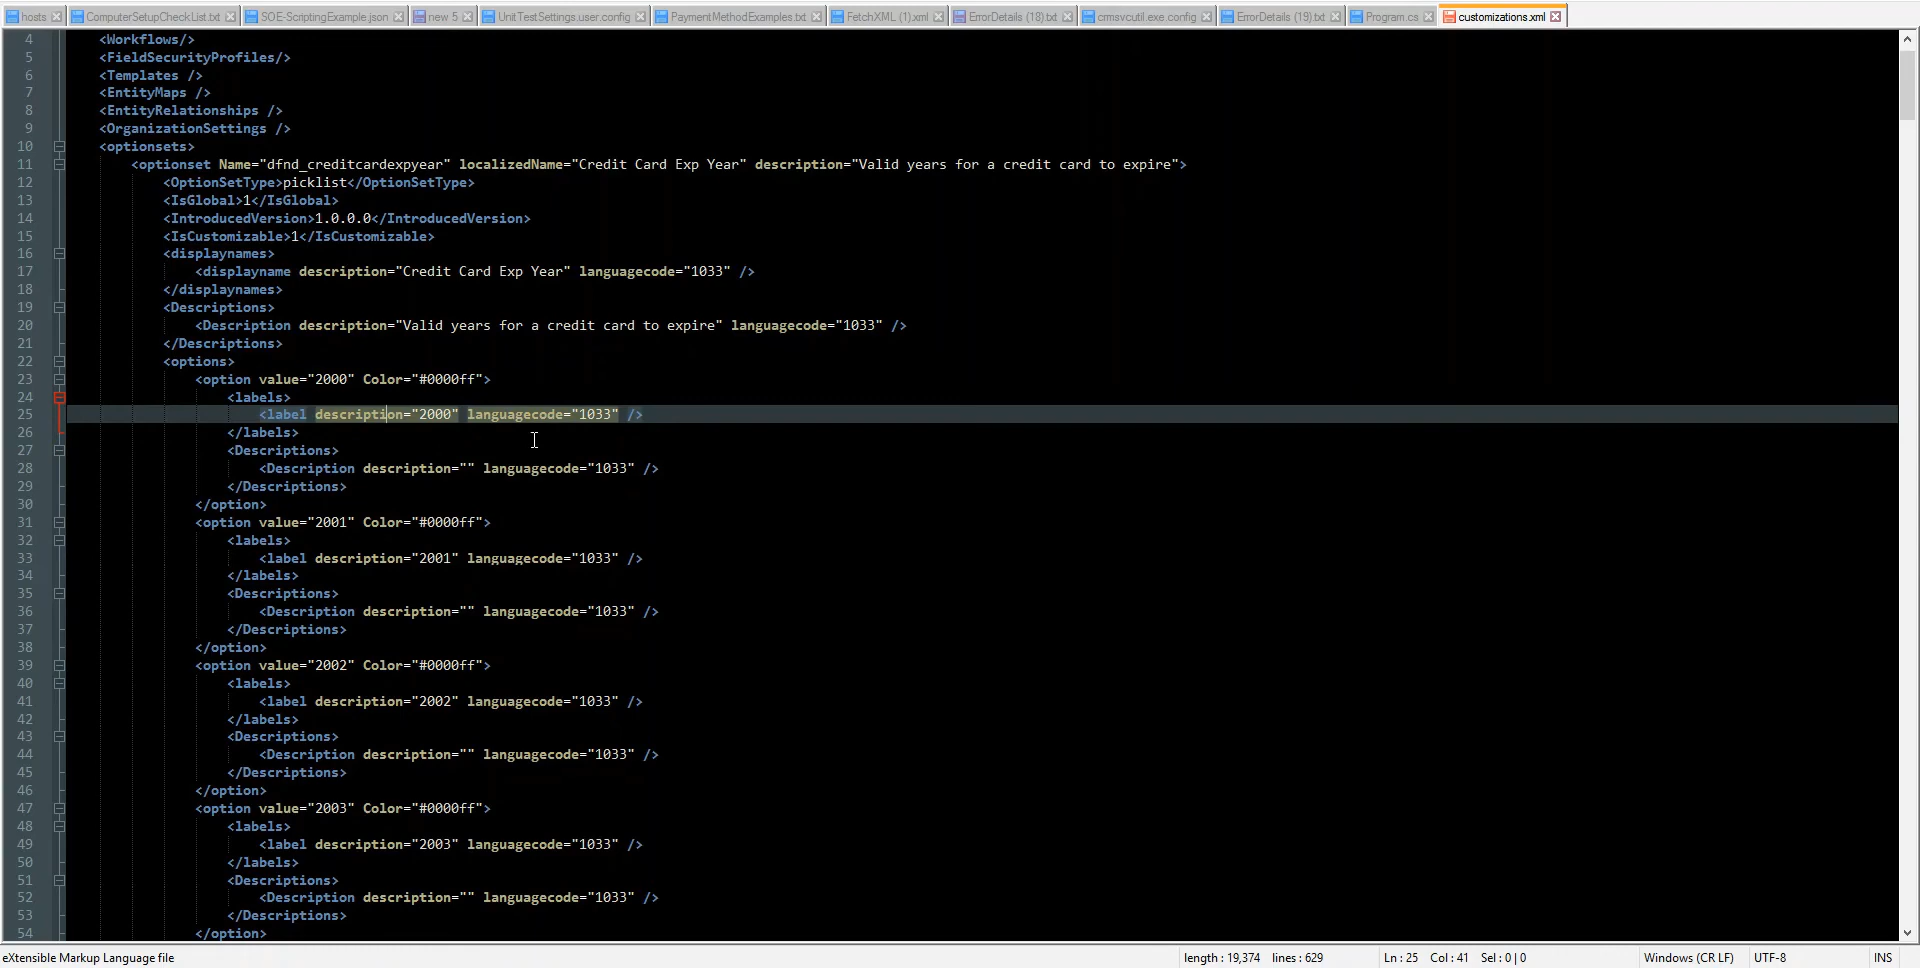 hosts ComputerSetupCheckList.txt SOE-ScriptingExample.json new 5 UnitTestSettings.user.config PaymentMethodExamples.txt FetchXML (1).xml ErrorDetails (18).txt crmsvcutil.exe.config ErrorDetails (19).txt Program.cs customizations.xml
4 <Workflows/>
5 <FieldSecurityProfiles/>
6 <Templates />
7 <EntityMaps />
8 <EntityRelationships />
9 <OrganizationSettings />
10 <optionsets>
11 <optionset Name="dfnd_creditcardexpyear" localizedName="Credit Card Exp Year" description="Valid years for a credit card to expire">
12 <OptionSetType>picklist</OptionSetType>
13 <IsGlobal>1</IsGlobal>
14 <IntroducedVersion>1.0.0.0</IntroducedVersion>
15 <IsCustomizable>1</IsCustomizable>
16 <displaynames>
17 <displayname description="Credit Card Exp Year" languagecode="1033" />
18 </displaynames>
19 <Descriptions>
20 <Description description="Valid years for a credit card to expire" languagecode="1033" />
21 </Descriptions>
22 <options>
23 <option value="2000" Color="#0000ff">
24 <labels>
25 <label description="2000" languagecode="1033" />
26 </labels>
27 <Descriptions>
28 <Description description="" languagecode="1033" />
29 </Descriptions>
30 </option>
31 <option value="2001" Color="#0000ff">
32 <labels>
33 <label description="2001" languagecode="1033" />
34 </labels>
35 <Descriptions>
36 <Description description="" languagecode="1033" />
37 </Descriptions>
38 </option>
39 <option value="2002" Color="#0000ff">
40 <labels>
41 <label description="2002" languagecode="1033" />
42 </labels>
43 <Descriptions>
44 <Description description="" languagecode="1033" />
45 </Descriptions>
46 </option>
47 <option value="2003" Color="#0000ff">
48 <labels>
49 <label description="2003" languagecode="1033" />
50 </labels>
51 <Descriptions>
52 <Description description="" languagecode="1033" />
53 </Descriptions>
54 </option>
eXtensible Markup Language file length : 19,374 lines : 629 Ln : 25 Col : 41 Sel : 0 | 0 Windows (CR LF) UTF-8 INS